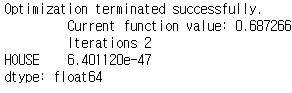 Optimization terminated successfully.
         Current function value: 0.687266
         Iterations 2
HOUSE    6.401120e-47
dtype: float64